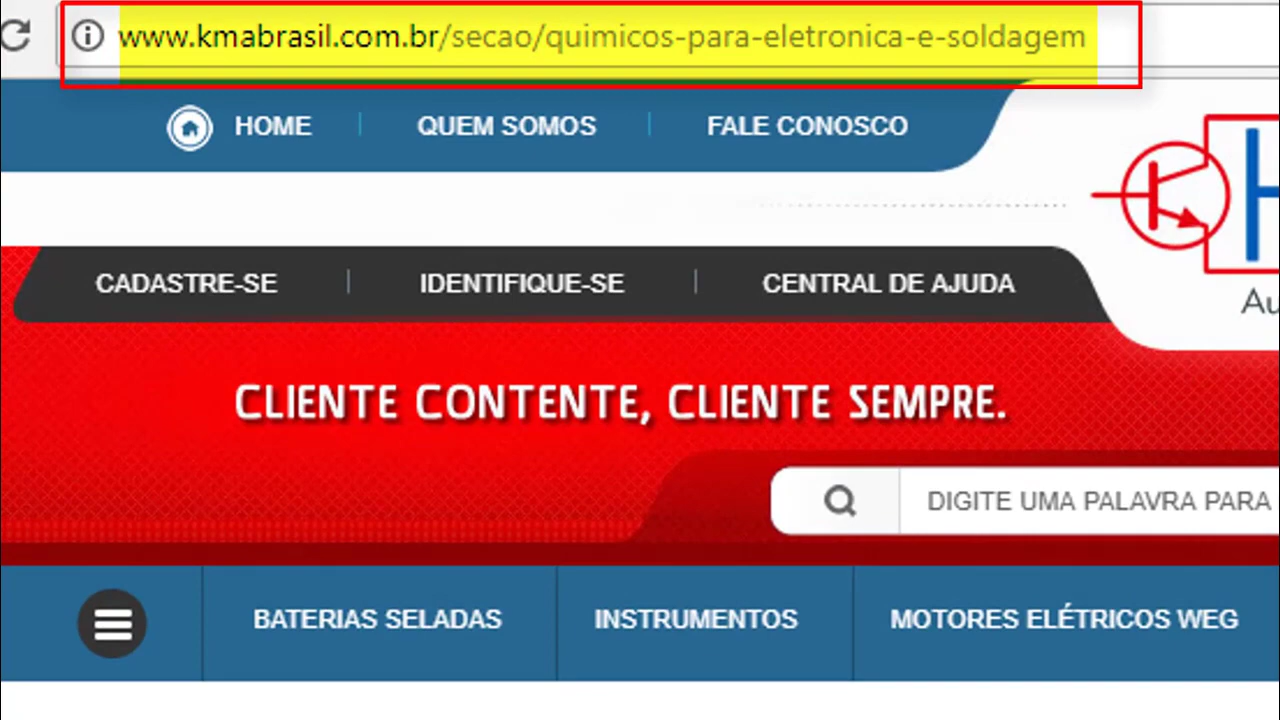 www.kmabrasil.com.br/secao/quimicos-para-eletronica-e-soldagem
HOME QUEM SOMOS FALE CONOSCO
CADASTRE-SE IDENTIFIQUE-SE CENTRAL DE AJUDA
CLIENTE CONTENTE, CLIENTE SEMPRE.
DIGITE UMA PALAVRA PARA
BATERIAS SELADAS INSTRUMENTOS MOTORES ELÉTRICOS WEG